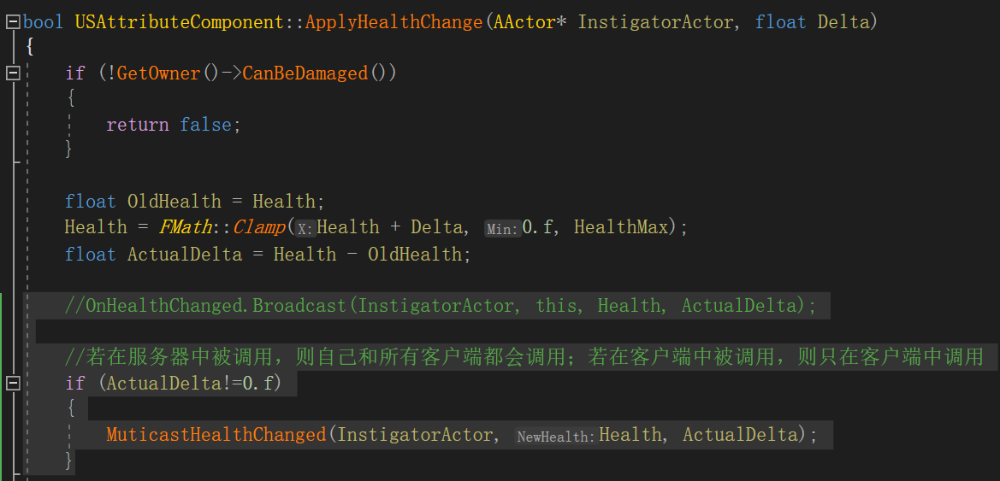 bool USAttributeComponent::ApplyHealthChange(AActor* InstigatorActor, float Delta)
{
if (!GetOwner()->CanBeDamaged())
{
return false;
}
float OldHealth = Health;
Health = FMath::Clamp(X:Health + Delta, Min:0.f, HealthMax);
float ActualDelta = Health - OldHealth;
//OnHealthChanged.Broadcast(InstigatorActor, this, Health, ActualDelta);
//若在服务器中被调用，则自己和所有客户端都会调用；若在客户端中被调用，则只在客户端中调用
if (ActualDelta!=0.f)
{
MuticastHealthChanged(InstigatorActor, NewHealth:Health, ActualDelta);
}